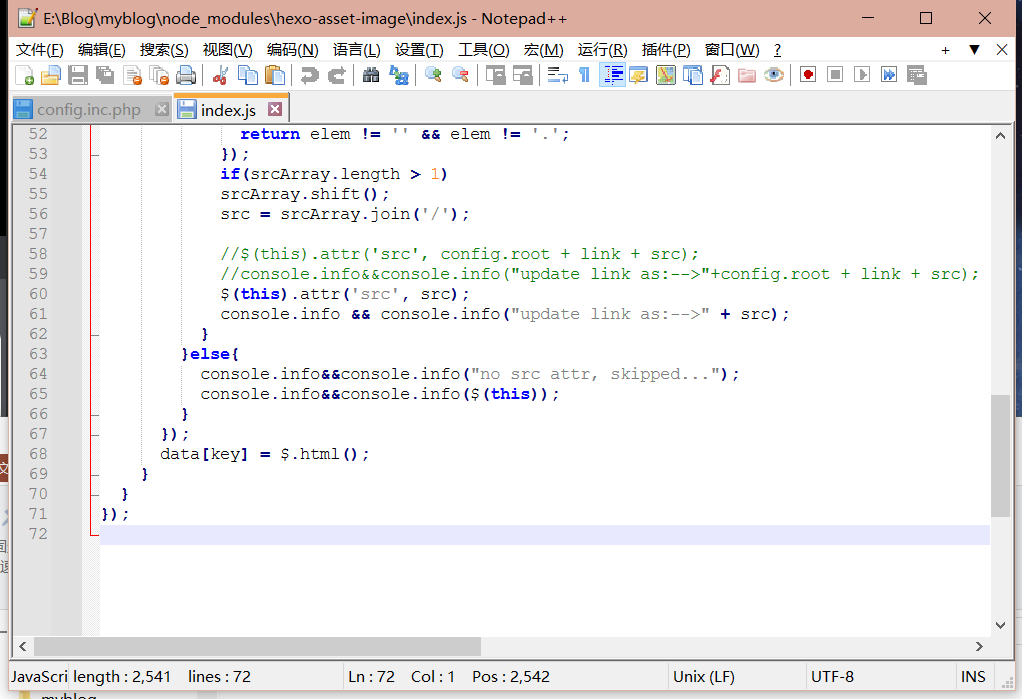 E:\Blog\myblog\node_modules\hexo-asset-image\index.js - Notepad++
文件(F) 编辑(E) 搜索(S) 视图(V) 编码(N) 语言(L) 设置(T) 工具(O) 宏(M) 运行(R) 插件(P) 窗口(W) ? + ▼ X
config.inc.php index.js
52 return elem != '' && elem != '.';
53 });
54 if(srcArray.length > 1)
55 srcArray.shift();
56 src = srcArray.join('/');
57
58 //$(this).attr('src', config.root + link + src);
59 //console.info&&console.info("update link as:-->"+config.root + link + src);
60 $(this).attr('src', src);
61 console.info && console.info("update link as:-->" + src);
62 }
63 }else{
64 console.info&&console.info("no src attr, skipped...");
65 console.info&&console.info($(this));
66 }
67 });
68 data[key] = $.html();
69 }
70 }
71 });
72
JavaScri length : 2,541 lines : 72 Ln : 72 Col : 1 Pos : 2,542 Unix (LF) UTF-8 INS